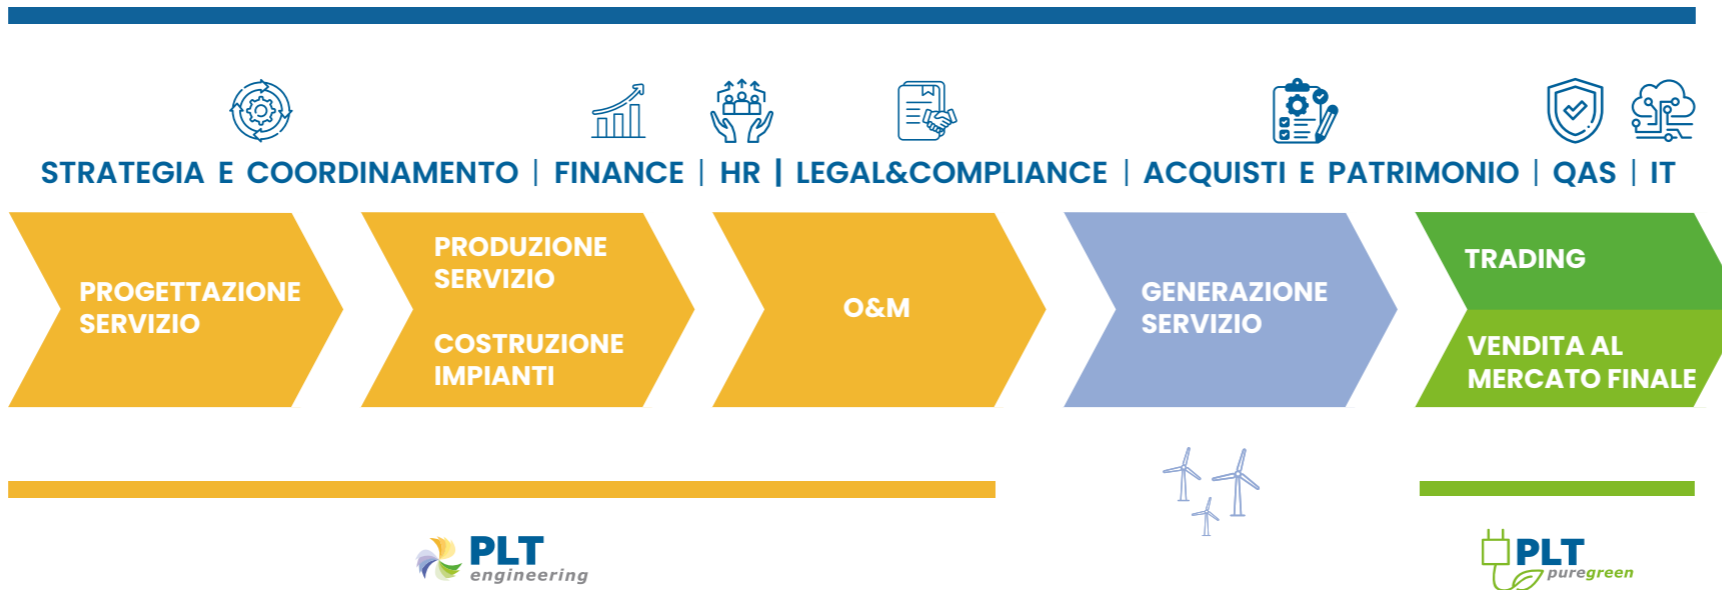 STRATEGIA E COORDINAMENTO | FINANCE | HR | LEGAL&COMPLIANCE | ACQUISTI E PATRIMONIO | QAS | IT
PROGETTAZIONE
SERVIZIO
PRODUZIONE
SERVIZIO
COSTRUZIONE
IMPIANTI
O&M
GENERAZIONE
SERVIZIO
TRADING
VENDITA AL
MERCATO FINALE
PLT
engineering
PLT
puregreen